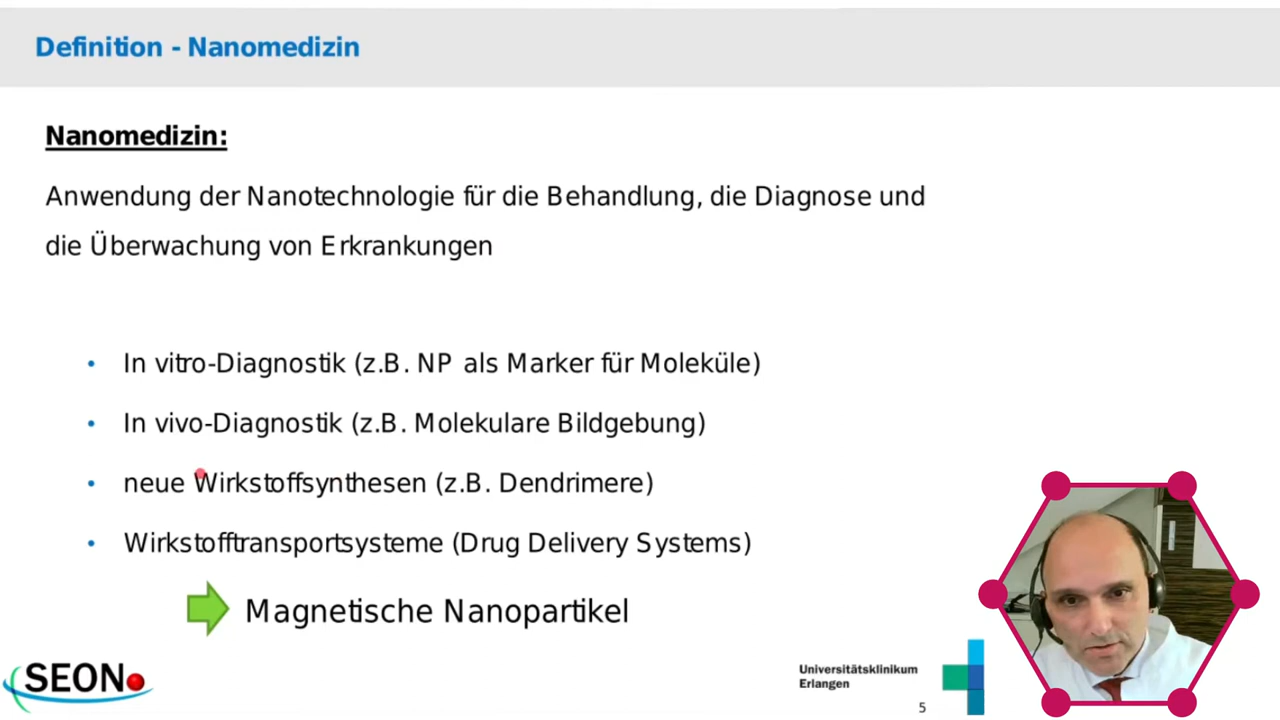 Definition - Nanomedizin
Nanomedizin:
Anwendung der Nanotechnologie für die Behandlung, die Diagnose und
die Überwachung von Erkrankungen
• In vitro-Diagnostik (z.B. NP als Marker für Moleküle)
• In vivo-Diagnostik (z.B. Molekulare Bildgebung)
• neue Wirkstoffsynthesen (z.B. Dendrimere)
• Wirkstofftransportsysteme (Drug Delivery Systems)
Magnetische Nanopartikel
SEON
Universitätsklinikum
Erlangen
5